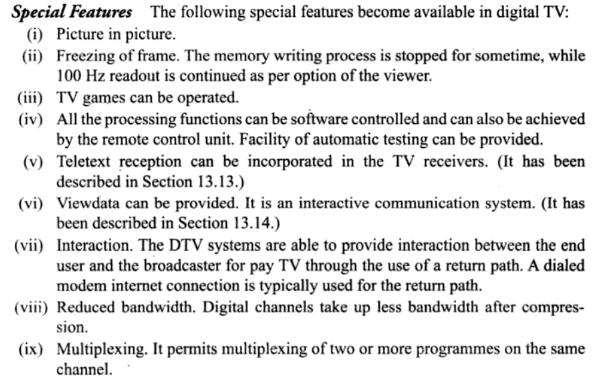 Special Features The following special features become available in digital TV:
(i) Picture in picture.
(ii) Freezing of frame. The memory writing process is stopped for sometime, while
100 Hz readout is continued as per option of the viewer.
(iii) TV games can be operated.
(iv) All the processing functions can be software controlled and can also be achieved
by the remote control unit. Facility of automatic testing can be provided.
(v) Teletext reception can be incorporated in the TV receivers. (It has been
described in Section 13.13.)
(vi) Viewdata can be provided. It is an interactive communication system. (It has
been described in Section 13.14.)
(vii) Interaction. The DTV systems are able to provide interaction between the end
user and the broadcaster for pay TV through the use of a return path. A dialed
modem internet connection is typically used for the return path.
(viii) Reduced bandwidth. Digital channels take up less bandwidth after compres-
sion.
(ix) Multiplexing. It permits multiplexing of two or more programmes on the same
channel.